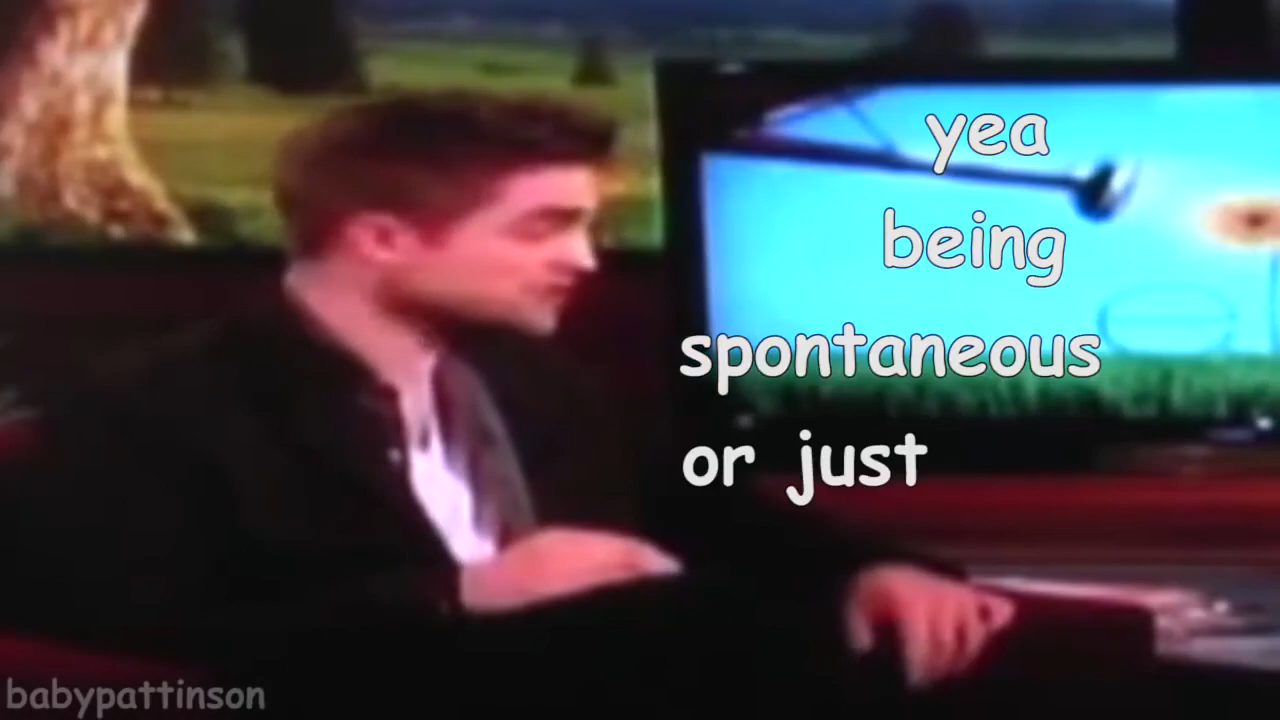 yea
being
spontaneous
or just
babypattinson